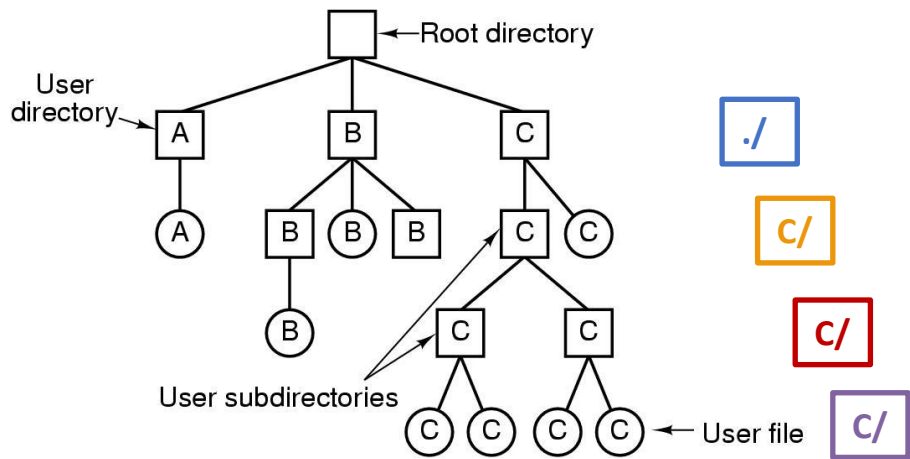 Root directory
User
directory
A
B
C
./
A
B
B
B
C
C
C/
B
C
C
C/
User subdirectories
C
C
C
C
User file
C/